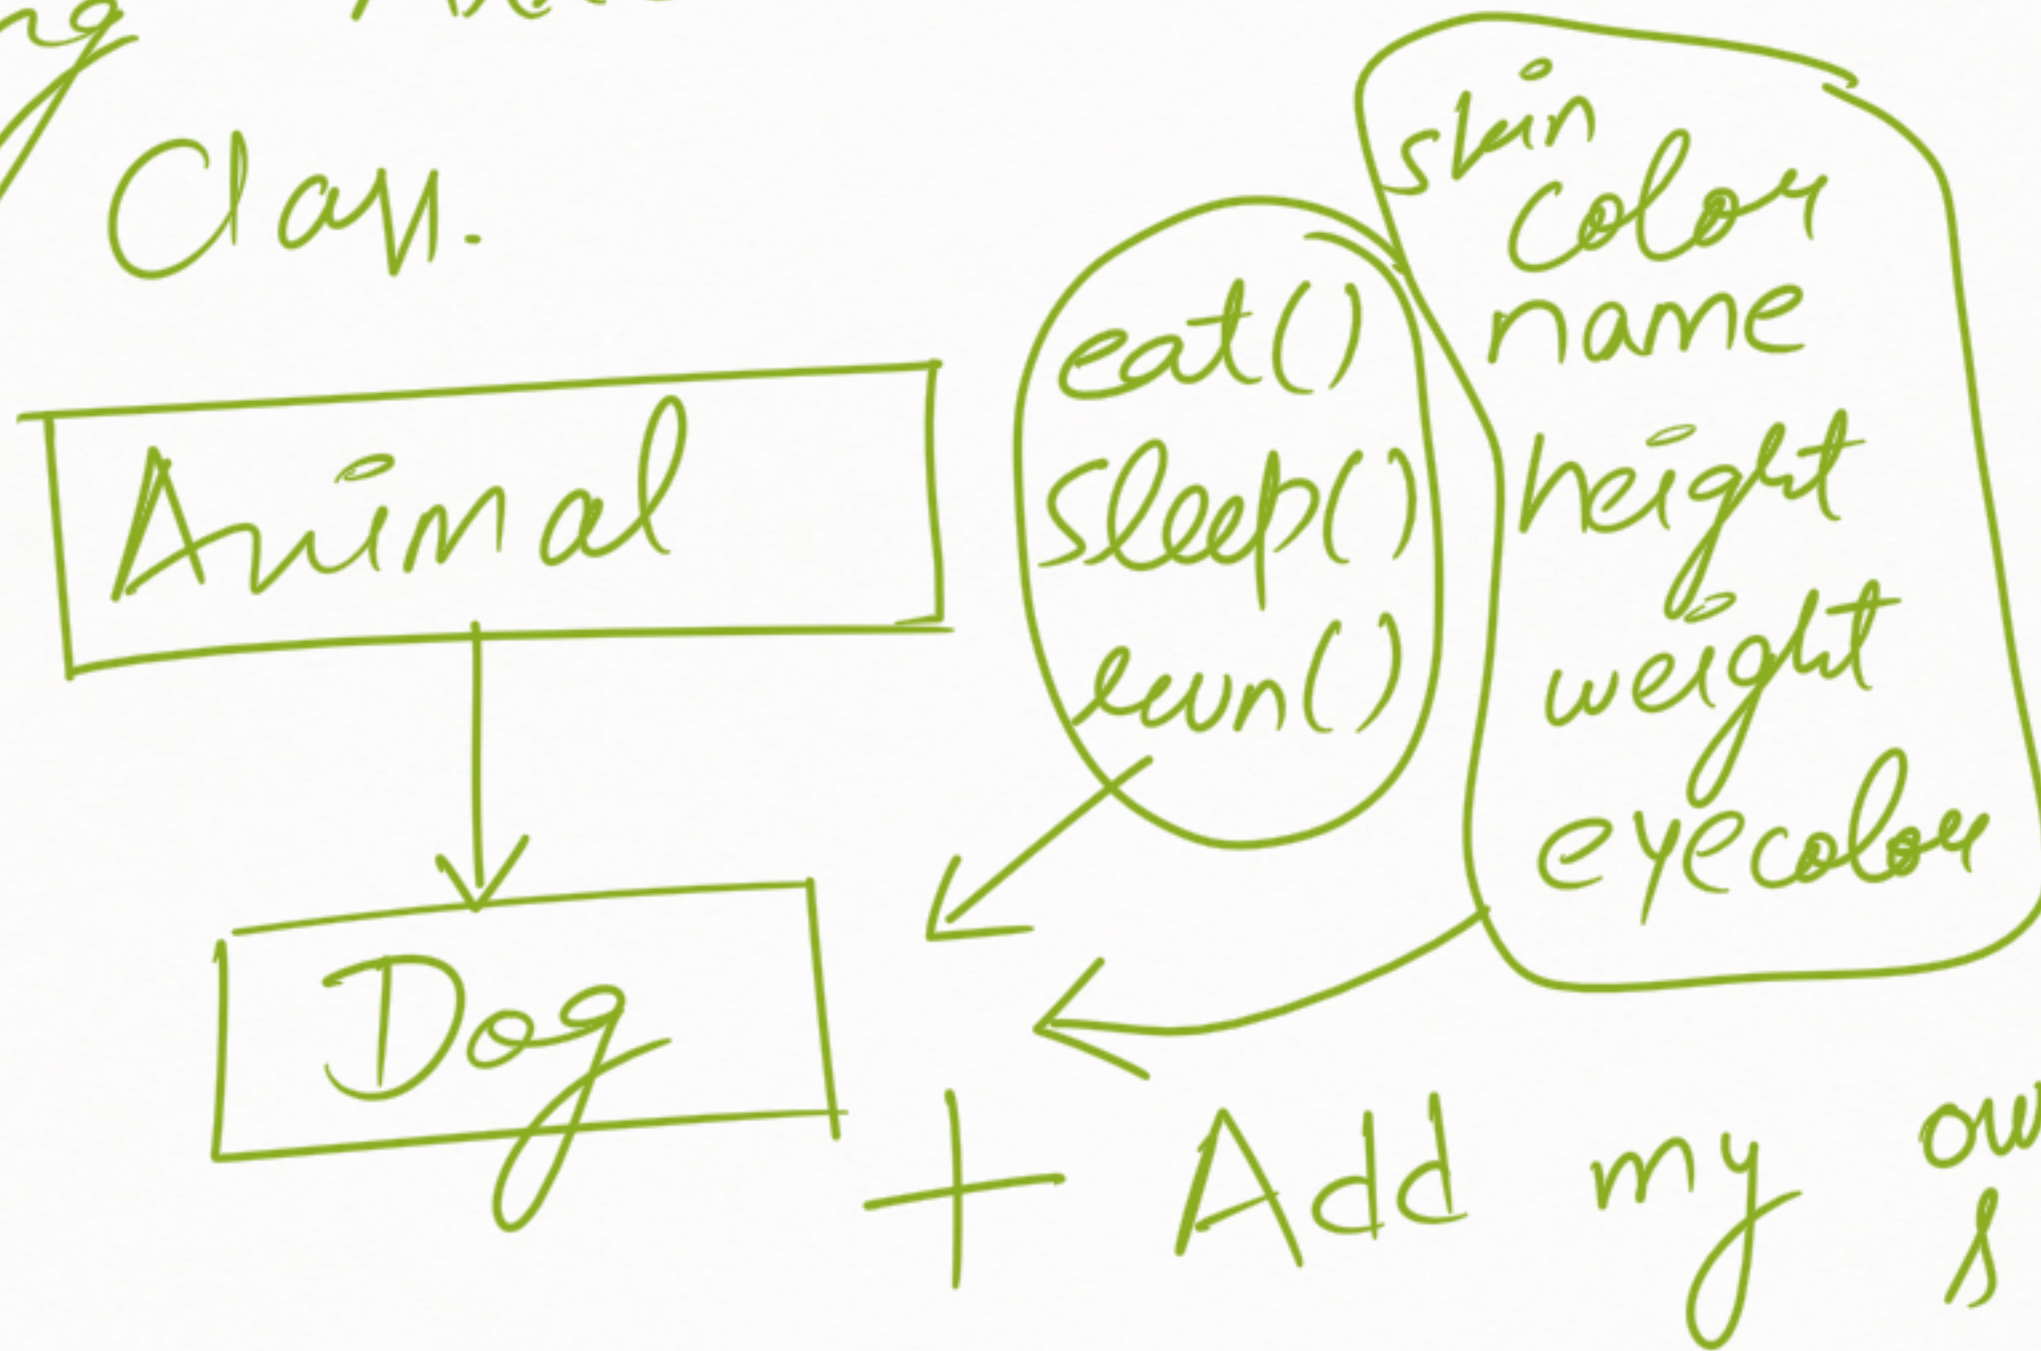 Class.
Animal
eat()
sleep()
run()
skin
color
name
height
weight
eyecolor
Dog
+ Add my